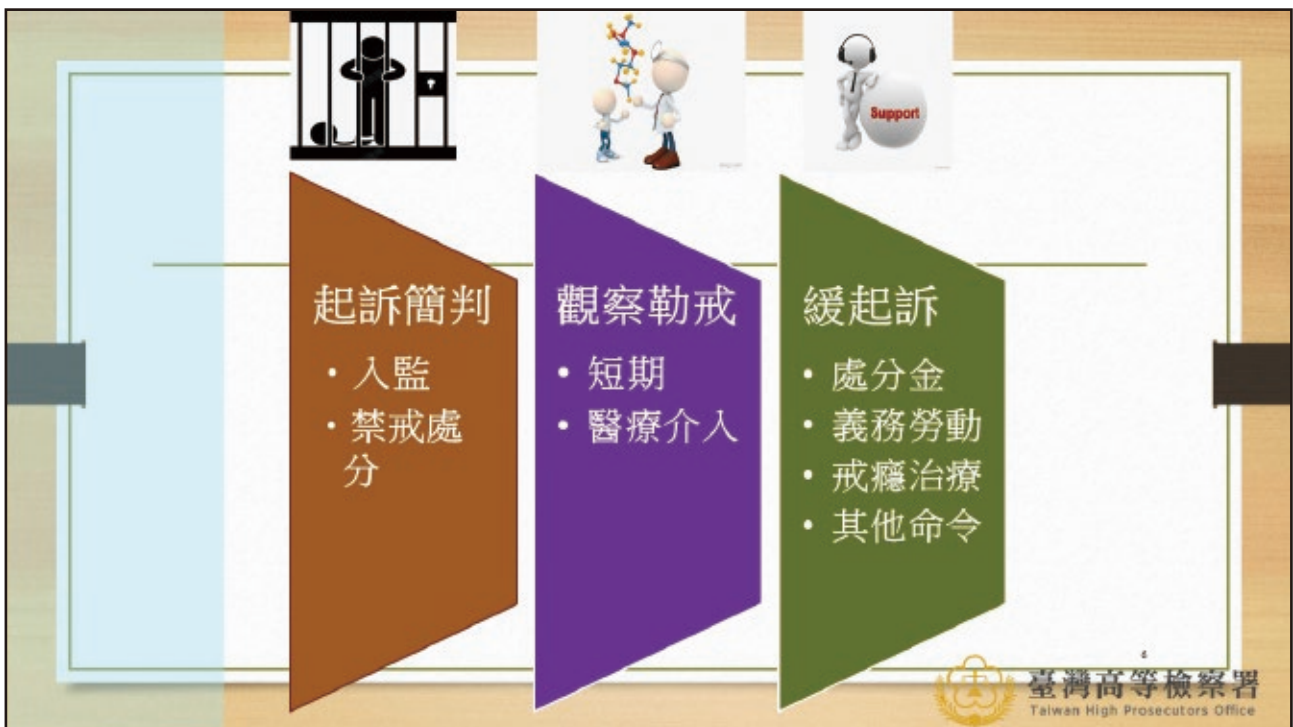 Support
起訴簡判
• 入監
• 禁戒處
分
觀察勒戒
• 短期
• 醫療介入
緩起訴
• 處分金
• 義務勞動
• 戒癮治療
• 其他命令
6
臺灣高等檢察署
Taiwan High Prosecutors Office